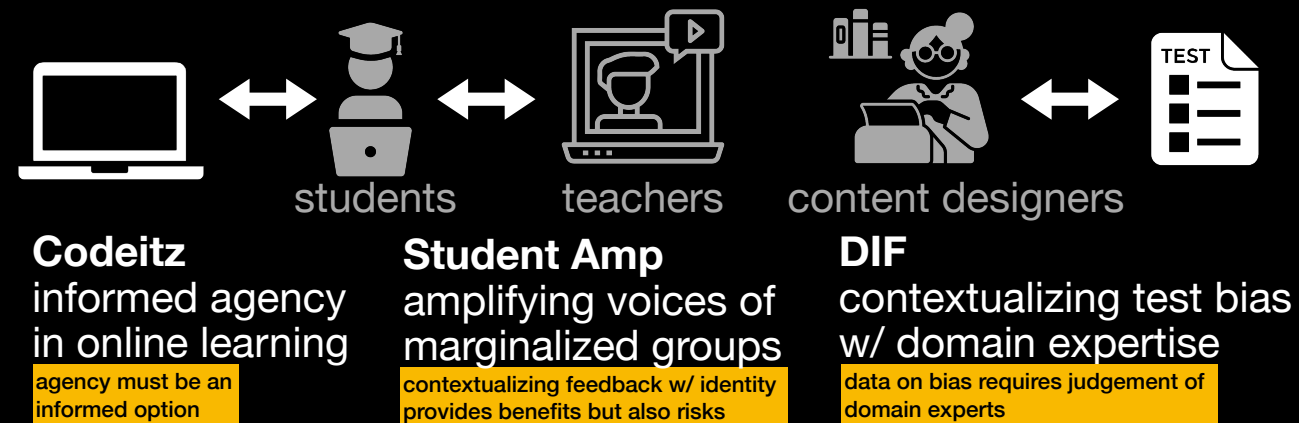 TEST
students
teachers
content designers
Codeitz
informed agency
in online learning
agency must be an
informed option
Student Amp
amplifying voices of
marginalized groups
contextualizing feedback w/ identity
provides benefits but also risks
DIF
contextualizing test bias
w/ domain expertise
data on bias requires judgement of
domain experts